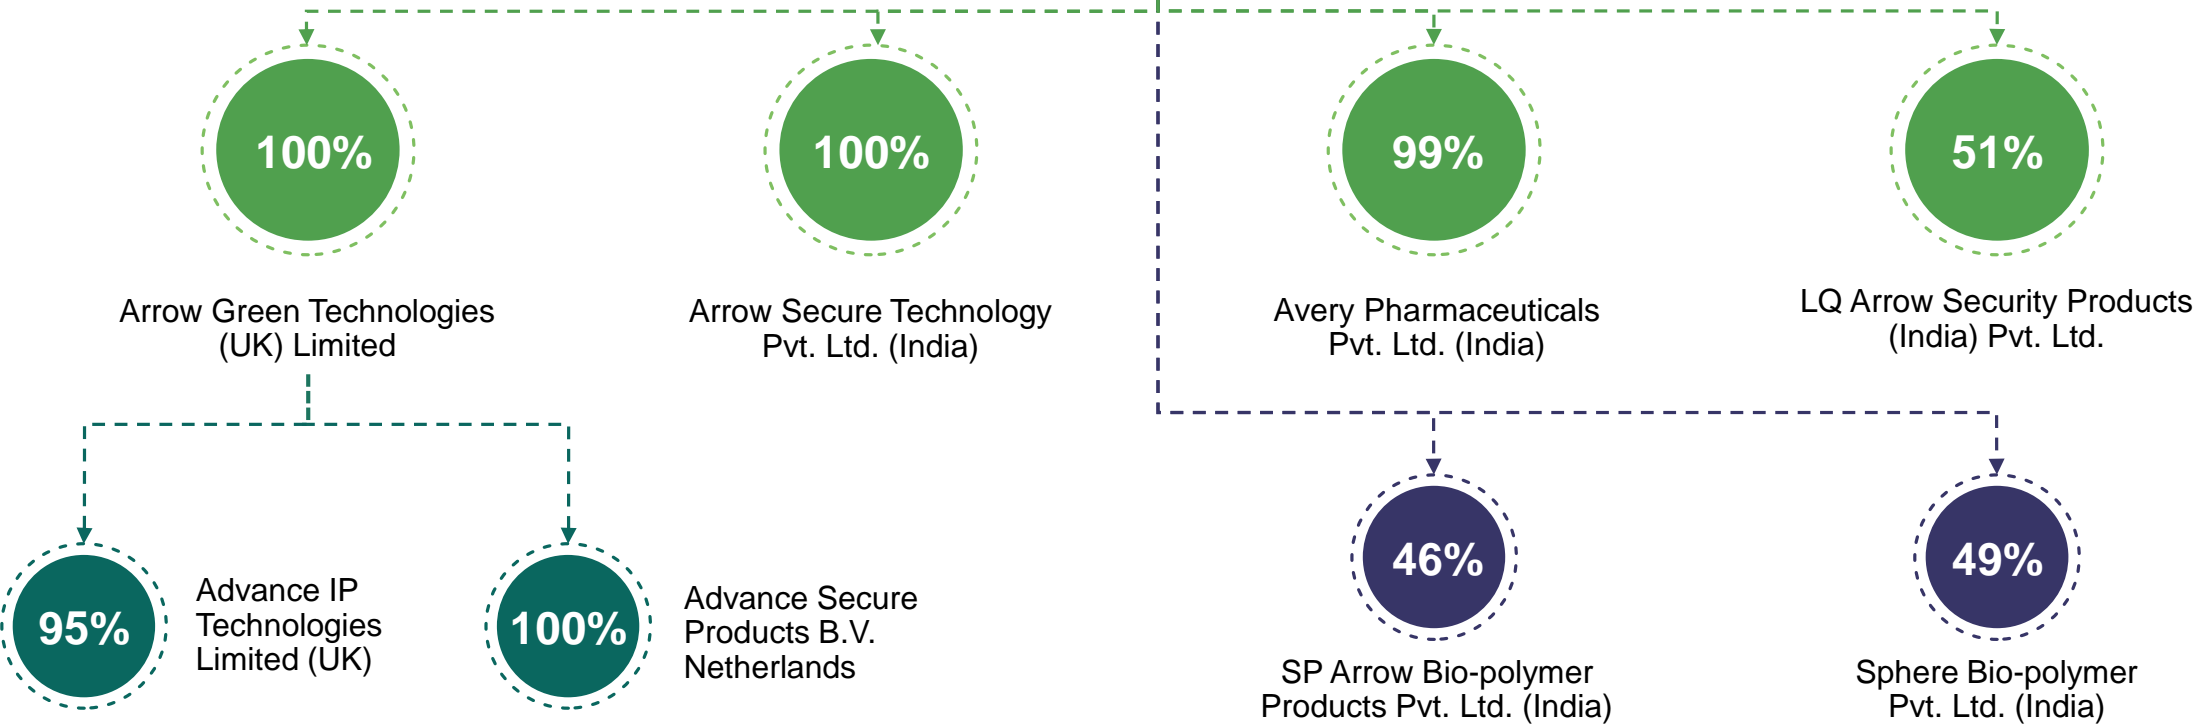 100%
Arrow Green Technologies
(UK) Limited
100%
Arrow Secure Technology
Pvt. Ltd. (India)
99%
Avery Pharmaceuticals
Pvt. Ltd. (India)
51%
LQ Arrow Security Products
(India) Pvt. Ltd.
95%
Advance IP
Technologies
Limited (UK)
100%
Advance Secure
Products B.V.
Netherlands
46%
SP Arrow Bio-polymer
Products Pvt. Ltd. (India)
49%
Sphere Bio-polymer
Pvt. Ltd. (India)